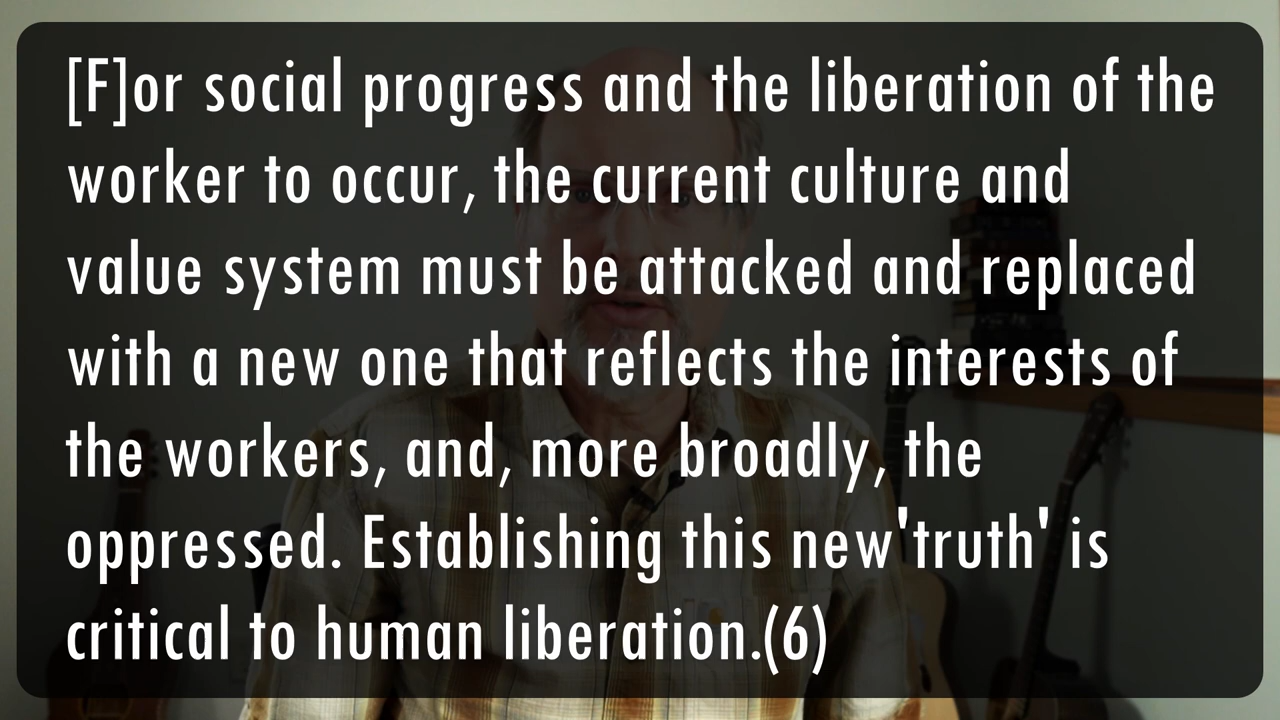 [F]or social progress and the liberation of the
worker to occur, the current culture and
value system must be attacked and replaced
with a new one that reflects the interests of
the workers, and, more broadly, the
oppressed. Establishing this new'truth' is
critical to human liberation.(6)